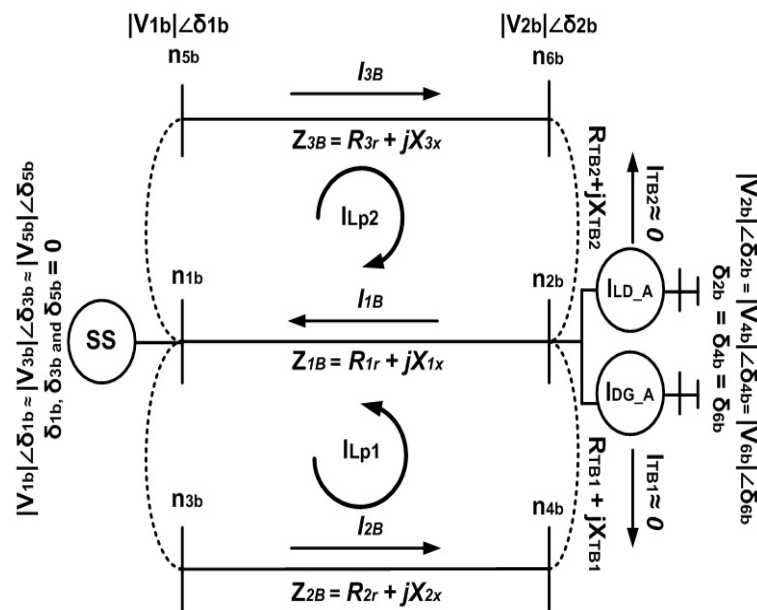 |V1b|∠δ1b
|V2b|∠δ2b
n5b
n6b
I3B
Z3B = R3r + jX3x
ILp2
RTB2+jXTB2
ITB2≈ 0
|V1b|∠δ1b ≈ |V3b|∠δ3b ≈ |V5b|∠δ5b
δ1b, δ3b and δ5b = 0
|V2b|∠δ2b = |V4b|∠δ4b= |V6b|∠δ6b
δ2b = δ4b = δ6b
n1b
n2b
I1B
SS
ILD_A
Z1B = R1r + jX1x
IDG_A
ILp1
RTB1 + jXTB1
ITB1≈ 0
n3b
n4b
I2B
Z2B = R2r + jX2x